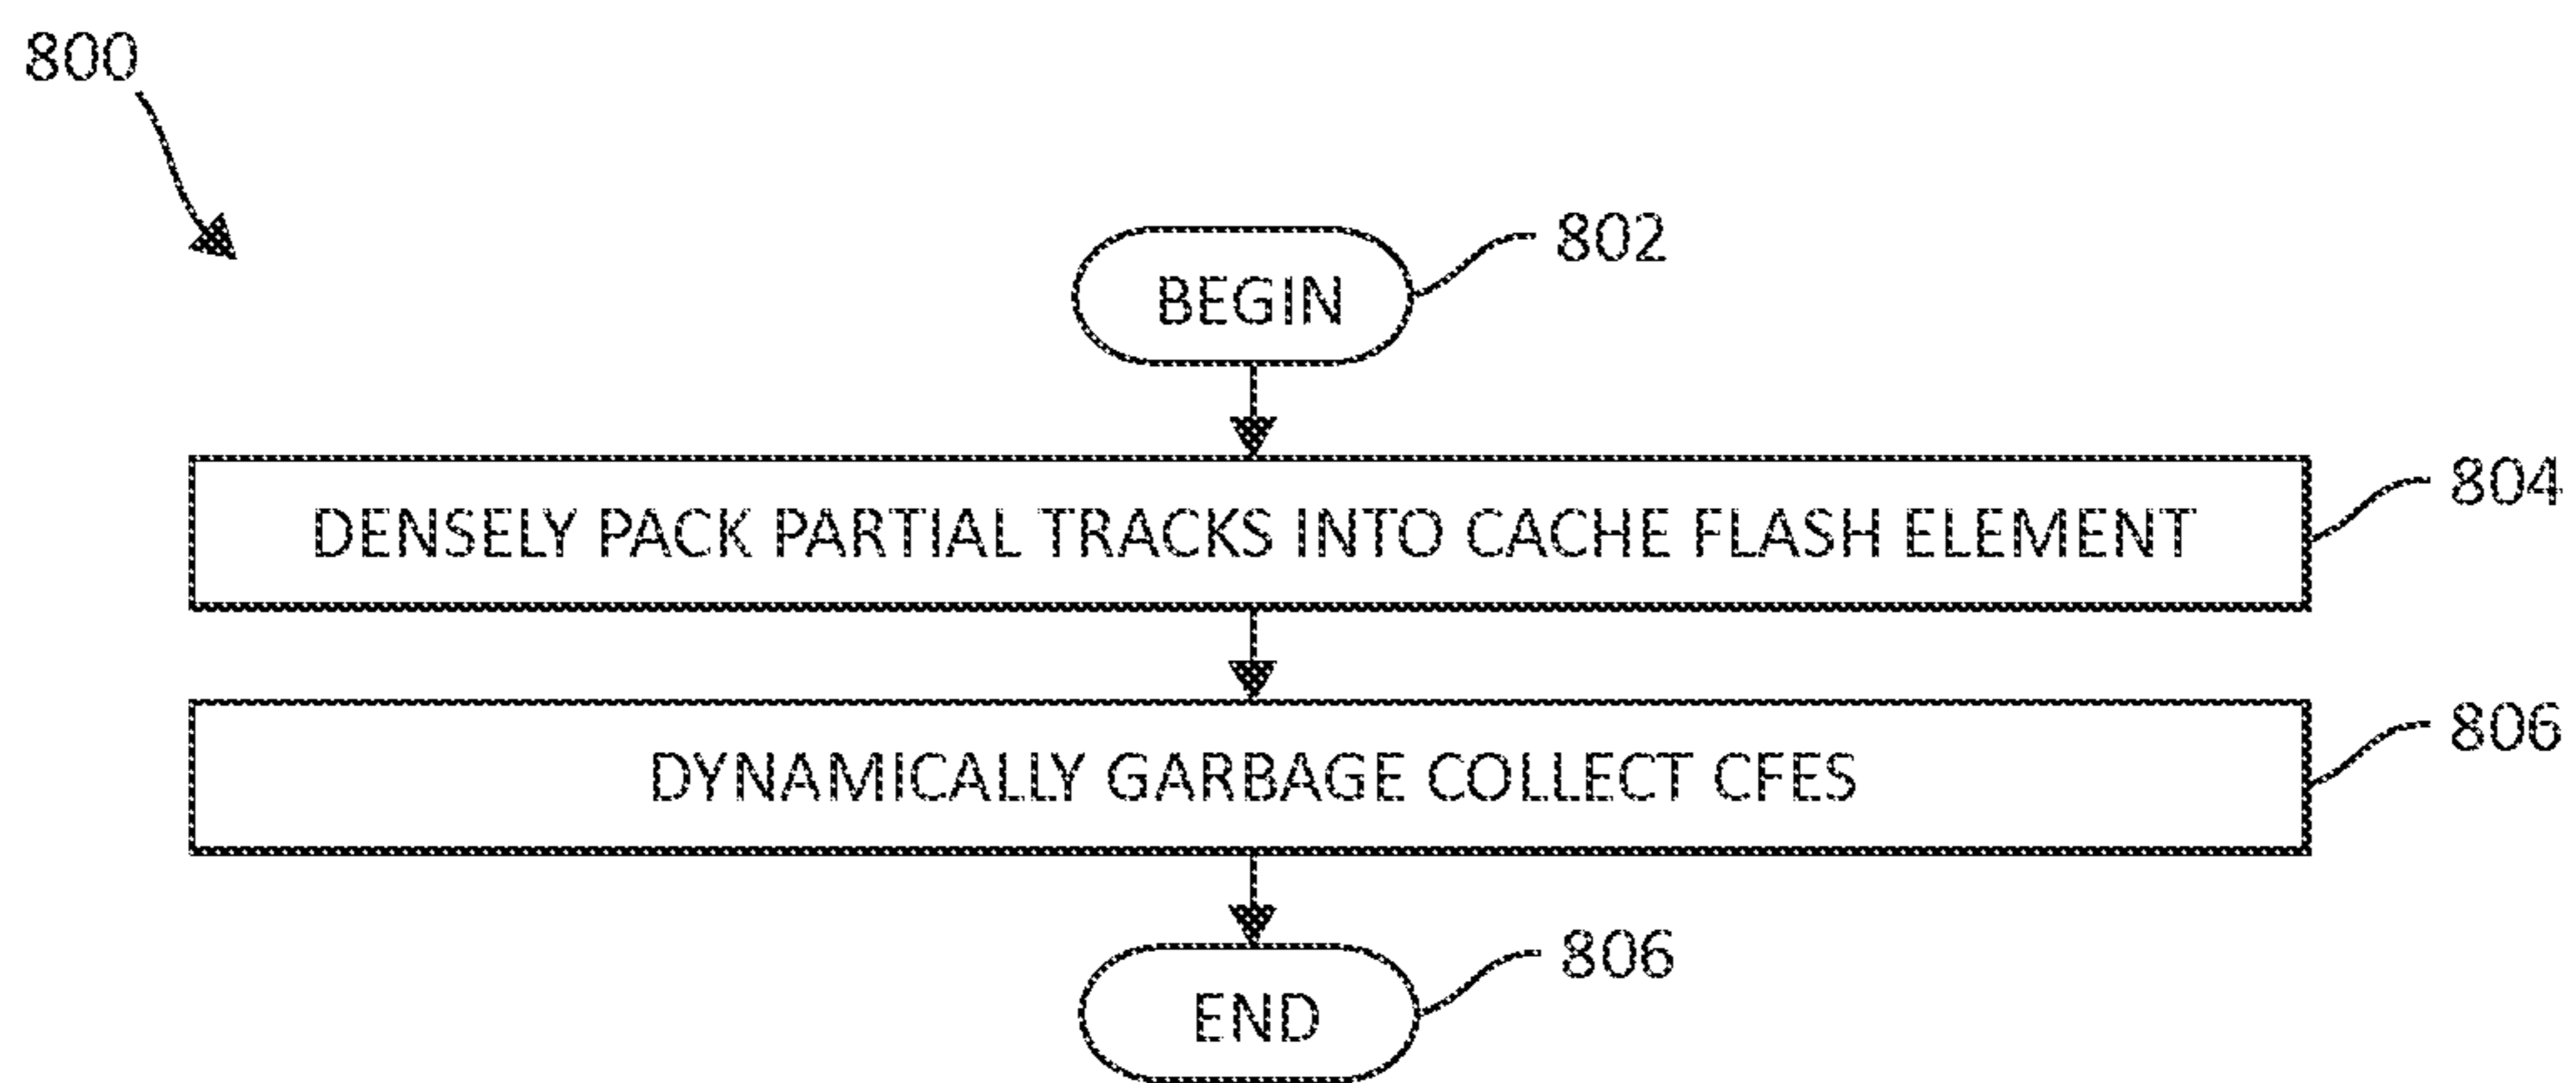 800
BEGIN
802
DENSELY PACK PARTIAL TRACKS INTO CACHE FLASH ELEMENT
804
DYNAMICALLY GARBAGE COLLECT CFES
806
END
806